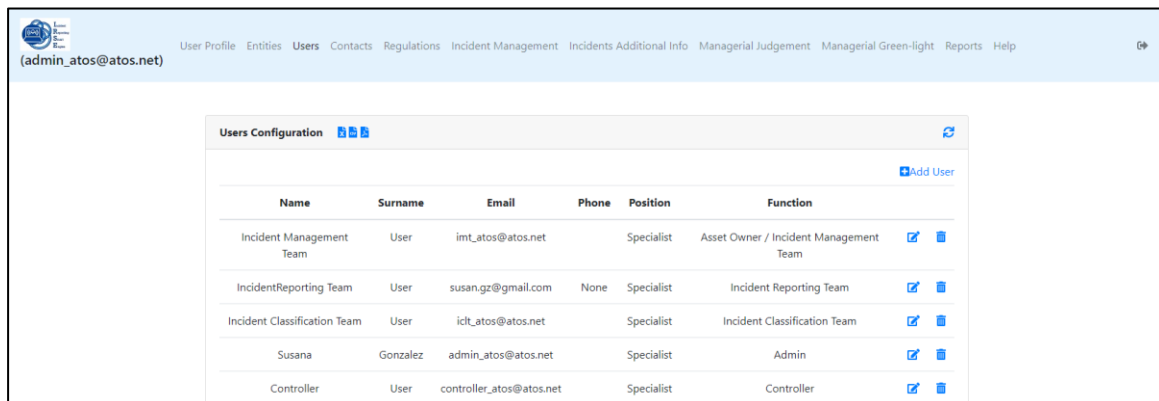 User Profile Entities Users Contacts Regulations Incident Management Incidents Additional Info Managerial Judgement Managerial Green-light Reports Help
(admin_atos@atos.net)
Users Configuration
Add User
Name Surname Email Phone Position Function
Incident Management Team User imt_atos@atos.net Specialist Asset Owner / Incident Management Team
IncidentReporting Team User susan.gz@gmail.com None Specialist Incident Reporting Team
Incident Classification Team User iclt_atos@atos.net Specialist Incident Classification Team
Susana Gonzalez admin_atos@atos.net Specialist Admin
Controller User controller_atos@atos.net Specialist Controller